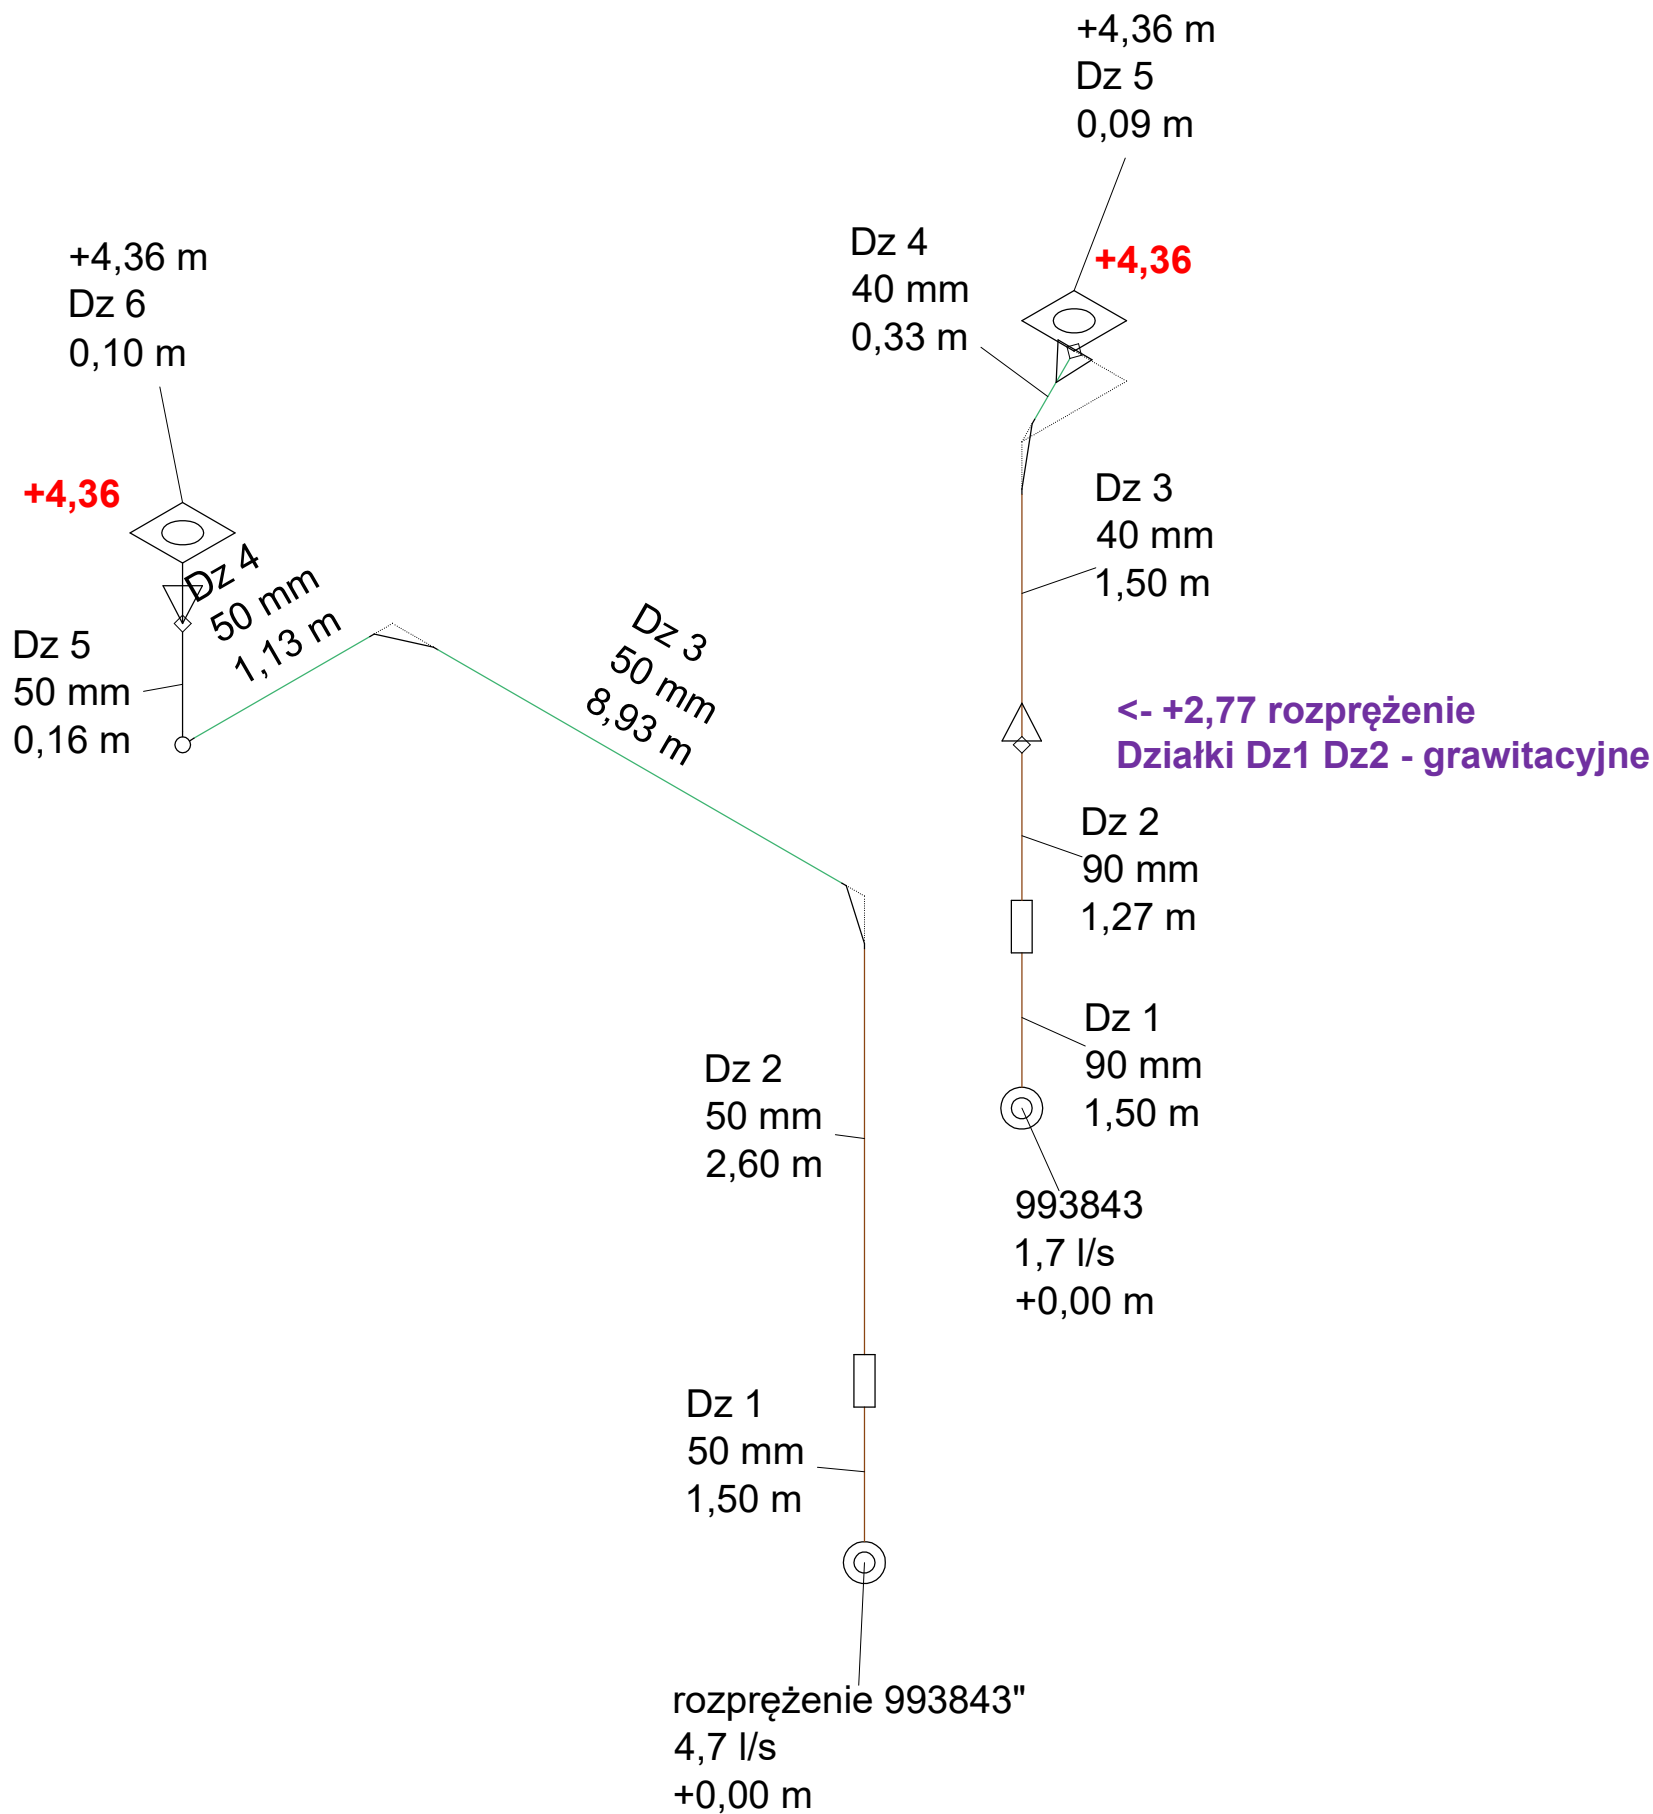 +4,36 m
Dz 5
0,09 m
Dz 4
40 mm
0,33 m
+4,36
+4,36 m
Dz 6
0,10 m
+4,36
Dz 4
50 mm
1,13 m
Dz 5
50 mm
0,16 m
Dz 3
50 mm
8,93 m
Dz 3
40 mm
1,50 m
<- +2,77 rozprężenie
Działki Dz1 Dz2 - grawitacyjne
Dz 2
90 mm
1,27 m
Dz 1
90 mm
1,50 m
993843
1,7 l/s
+0,00 m
Dz 2
50 mm
2,60 m
Dz 1
50 mm
1,50 m
rozprężenie 993843"
4,7 l/s
+0,00 m